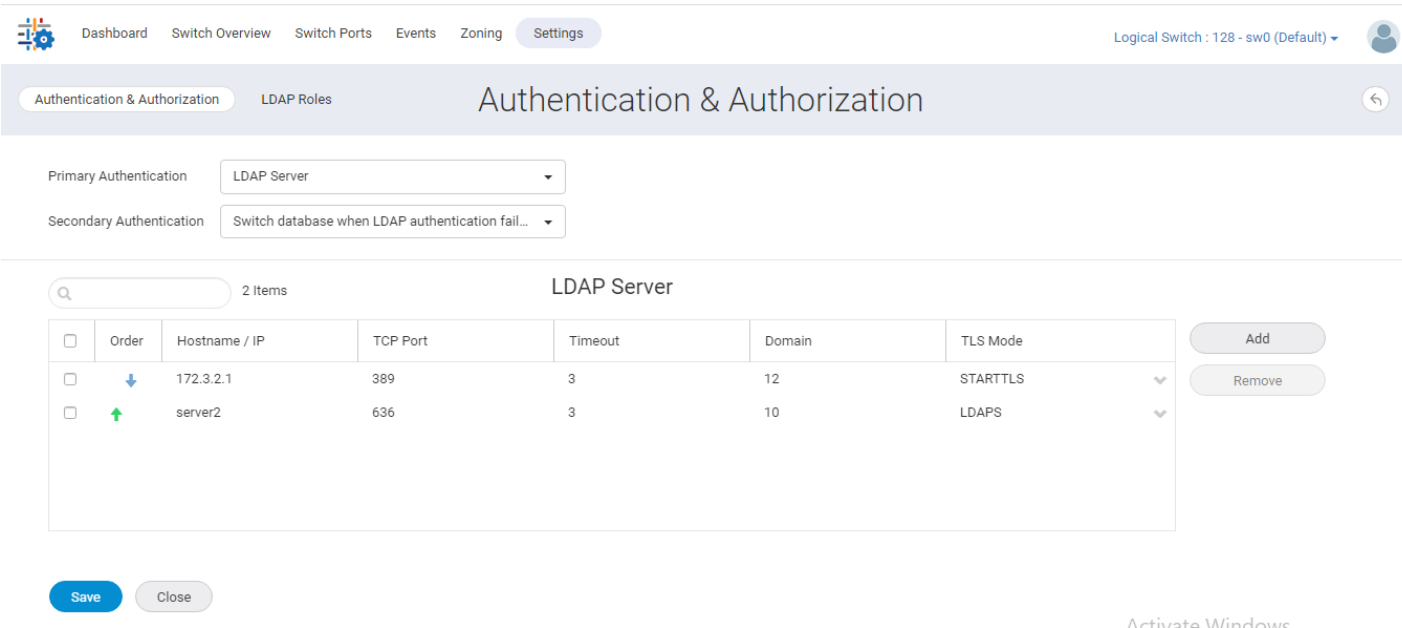 Dashboard Switch Overview Switch Ports Events Zoning Settings Logical Switch : 128 - sw0 (Default)
Authentication & Authorization LDAP Roles Authentication & Authorization
Primary Authentication LDAP Server
Secondary Authentication Switch database when LDAP authentication fail...
2 Items LDAP Server
Order Hostname / IP TCP Port Timeout Domain TLS Mode Add
172.3.2.1 389 3 12 STARTTLS Remove
server2 636 3 10 LDAPS
Save Close
Activate Windows